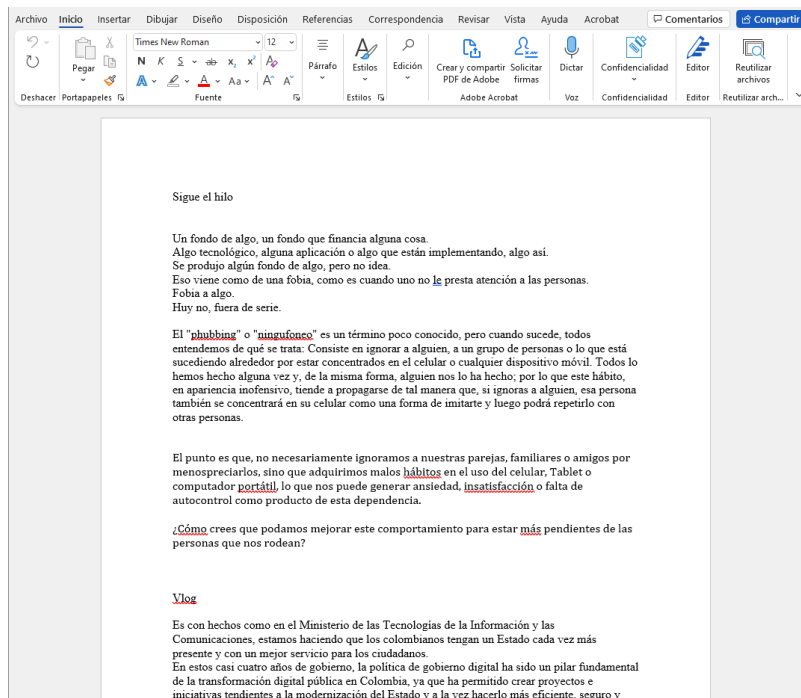 Archivo Inicio Insertar Dibujar Diseño Disposición Referencias Correspondencia Revisar Vista Ayuda Acrobat Comentarios Compartir
Times New Roman 12
Pegar
N K S ab x₂ x² A
A A Aa A A
Párrafo Estilos Edición Crear y compartir PDF de Adobe Solicitar firmas Dictar Confidencialidad Editor Reutilizar archivos
Deshacer Portapapeles Fuente Estilos Adobe Acrobat Voz Confidencialidad Editor Reutilizar arch...
Sigue el hilo
Un fondo de algo, un fondo que financia alguna cosa.
Algo tecnológico, alguna aplicación o algo que están implementando, algo así.
Se produjo algún fondo de algo, pero no idea.
Eso viene como de una fobia, como es cuando uno no le presta atención a las personas.
Fobia a algo.
Huy no, fuera de serie.
El "phubbing" o "ningufoneo" es un término poco conocido, pero cuando sucede, todos
entendemos de qué se trata: Consiste en ignorar a alguien, a un grupo de personas o lo que está
sucediendo alrededor por estar concentrados en el celular o cualquier dispositivo móvil. Todos lo
hemos hecho alguna vez y, de la misma forma, alguien nos lo ha hecho; por lo que este hábito,
en apariencia inofensivo, tiende a propagarse de tal manera que, si ignoras a alguien, esa persona
también se concentrará en su celular como una forma de imitarte y luego podrá repetirlo con
otras personas.
El punto es que, no necesariamente ignoramos a nuestras parejas, familiares o amigos por
menospreciarlos, sino que adquirimos malos hábitos en el uso del celular, Tablet o
computador portátil, lo que nos puede generar ansiedad, insatisfacción o falta de
autocontrol como producto de esta dependencia.
¿Cómo crees que podamos mejorar este comportamiento para estar más pendientes de las
personas que nos rodean?
Vlog
Es con hechos como en el Ministerio de las Tecnologías de la Información y las
Comunicaciones, estamos haciendo que los colombianos tengan un Estado cada vez más
presente y con un mejor servicio para los ciudadanos.
En estos casi cuatro años de gobierno, la política de gobierno digital ha sido un pilar fundamental
de la transformación digital pública en Colombia, ya que ha permitido crear proyectos e
iniciativas tendientes a la modernización del Estado y a la vez hacerlo más eficiente, seguro y